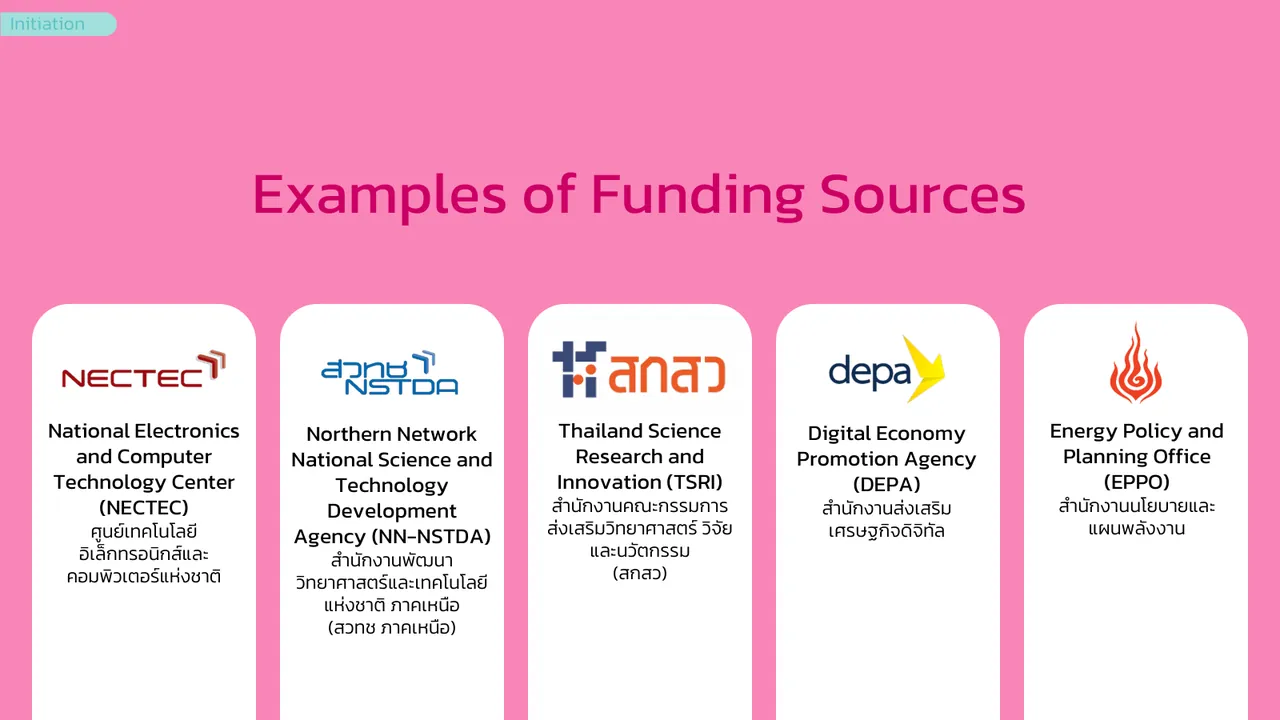 Initiation
Examples of Funding Sources
NECTEC
National Electronics
and Computer
Technology Center
(NECTEC)
ศูนย์เทคโนโลยี
อิเล็กทรอนิกส์และ
คอมพิวเตอร์แห่งชาติ
สวทช
NSTDA
Northern Network
National Science and
Technology
Development
Agency (NN-NSTDA)
สำนักงานพัฒนา
วิทยาศาสตร์และเทคโนโลยี
แห่งชาติ ภาคเหนือ
(สวทช ภาคเหนือ)
สกสว
Thailand Science
Research and
Innovation (TSRI)
สำนักงานคณะกรรมการ
ส่งเสริมวิทยาศาสตร์ วิจัย
และนวัตกรรม
(สกสว)
depa
Digital Economy
Promotion Agency
(DEPA)
สำนักงานส่งเสริม
เศรษฐกิจดิจิทัล
Energy Policy and
Planning Office
(EPPO)
สำนักงานนโยบายและ
แผนพลังงาน